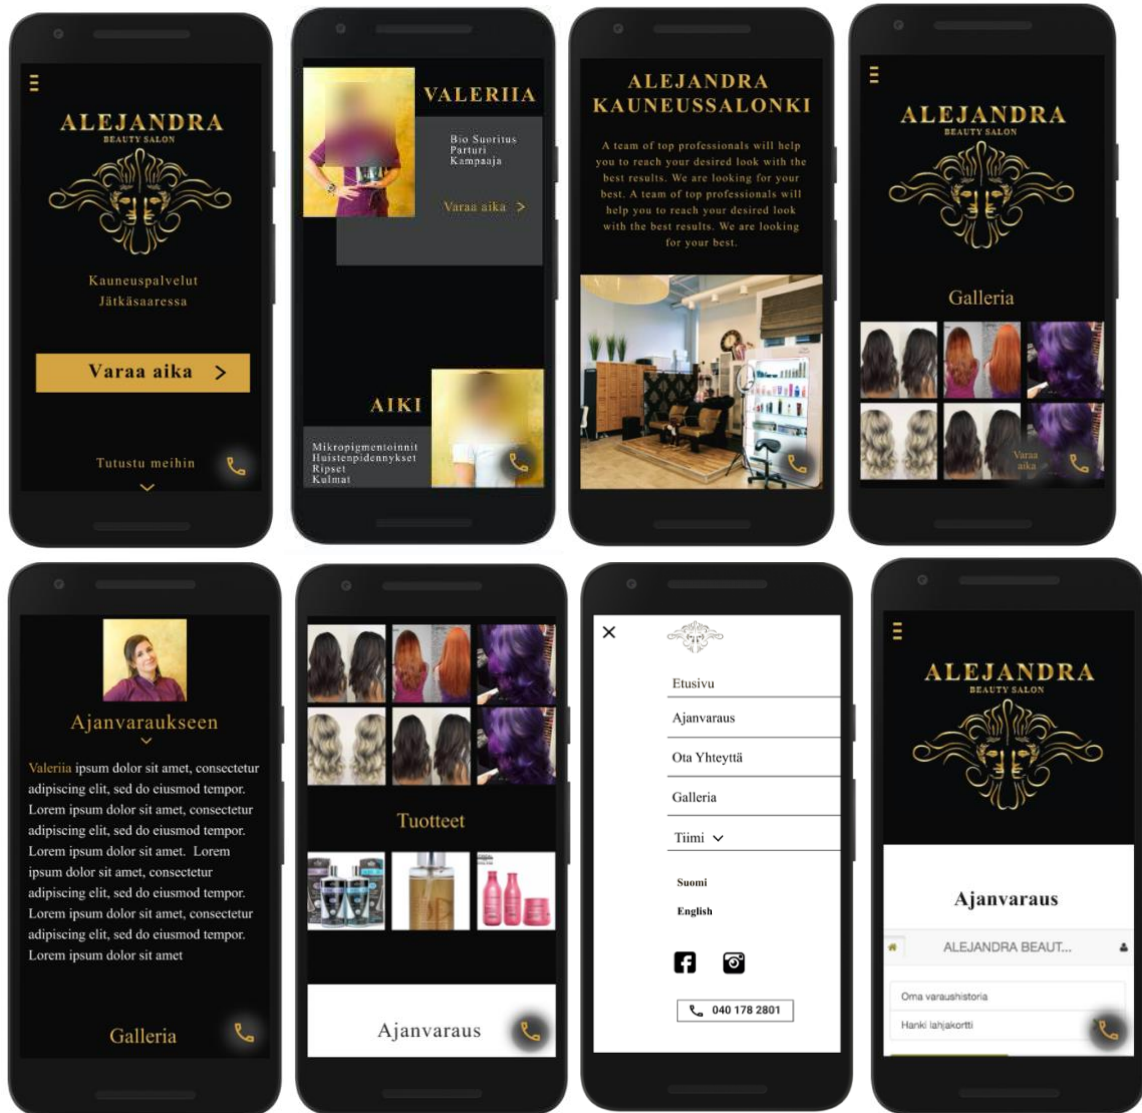 ALEJANDRA
BEAUTY SALON
Kauneuspalvelut
Jätkäsaaressa
Varaa aika >
Tutustu meihin
VALERIIA
Bio Suoritus
Parturi
Kampaaja
Varaa aika >
AIKI
Mikropigmentoinnit
Huistenpidennykset
Ripset
Kulmat
ALEJANDRA
KAUNEUSSALONKI
A team of top professionals will help
you to reach your desired look with the
best results. We are looking for your
best. A team of top professionals will
help you to reach your desired look
with the best results. We are looking
for your best.
ALEJANDRA
BEAUTY SALON
Galleria
Varaa
aika
Ajanvaraukseen
Valeriia ipsum dolor sit amet, consectetur
adipiscing elit, sed do eiusmod tempor.
Lorem ipsum dolor sit amet, consectetur
adipiscing elit, sed do eiusmod tempor.
Lorem ipsum dolor sit amet. Lorem
ipsum dolor sit amet, consectetur
adipiscing elit, sed do eiusmod tempor.
Lorem ipsum dolor sit amet, consectetur
adipiscing elit, sed do eiusmod tempor.
Lorem ipsum dolor sit amet
Galleria
Tuotteet
Ajanvaraus
Etusivu
Ajanvaraus
Ota Yhteyttä
Galleria
Tiimi
Suomi
English
040 178 2801
ALEJANDRA
BEAUTY SALON
Ajanvaraus
ALEJANDRA BEAUT...
Oma varaushistoria
Hanki lahjakortti